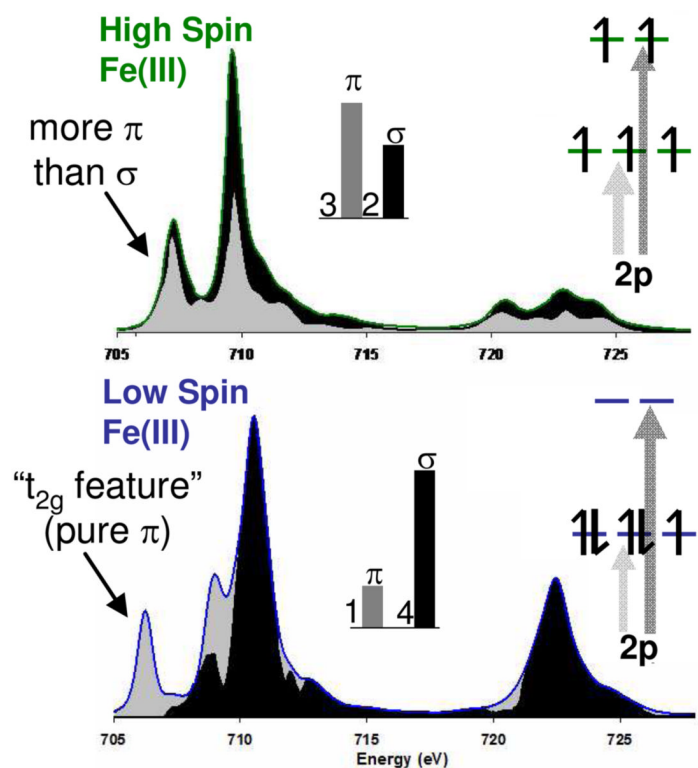 High Spin
Fe(III)
more π
than σ
π
σ
3 2
2p
705 710 715 720 725
Low Spin
Fe(III)
“t2g feature”
(pure π)
σ
π
1 4
2p
705 710 715 720 725
Energy (eV)